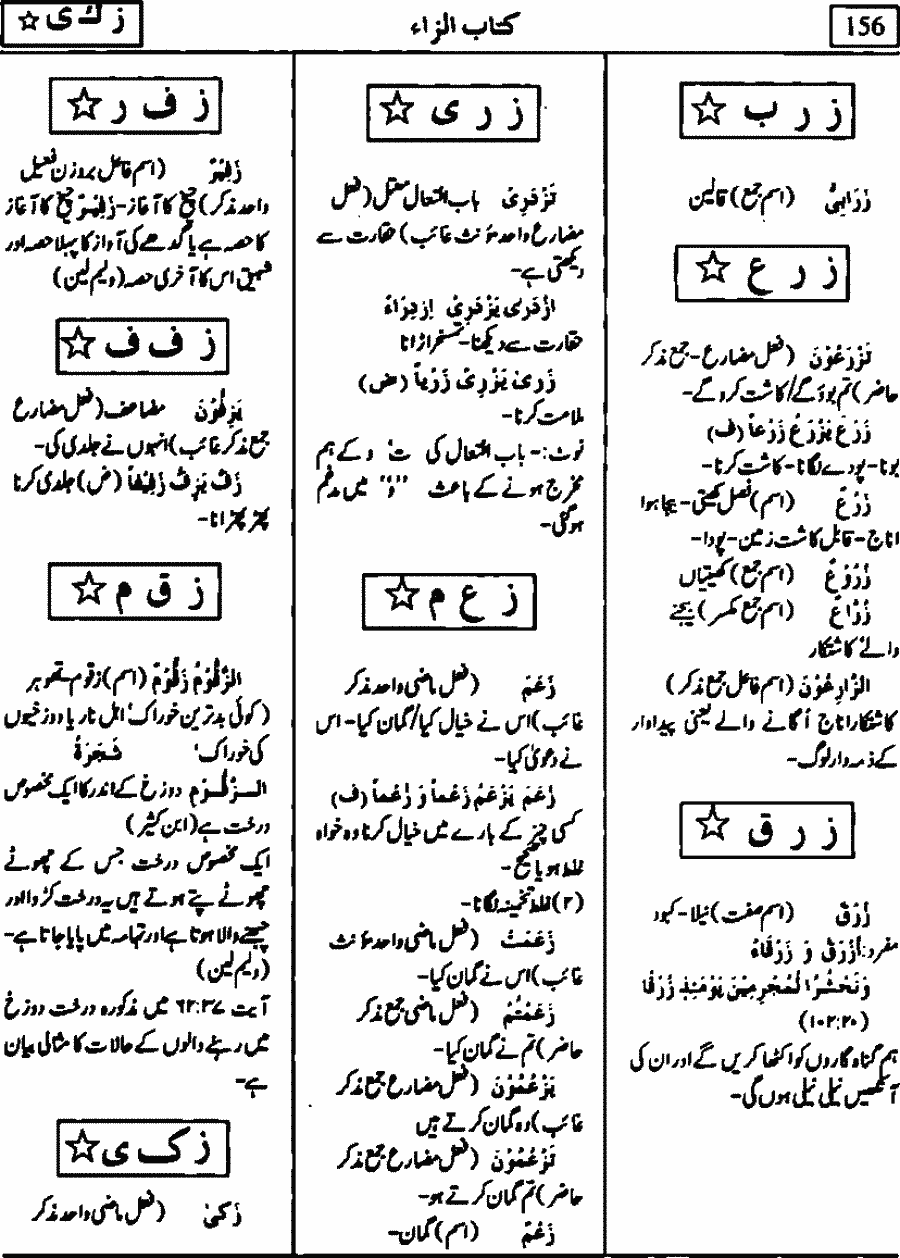 156
کتاب الزاء
ز ک ی ☆
ز ر ب ☆
زَرَابِیُّ (اسم جمع) قالین
ز ر ع ☆
تَزْرَعُوْنَ (فعل مضارع-جمع مذکر
حاضر) تم بوؤ گے/کاشت کرو گے-
زَرَعَ یَزْرَعُ زَرْعاً (ف)
بونا-پودے لگانا-کاشت کرنا-
زَرْعٌ (اسم) فصل کھیتی-بیجا ہوا
اناج-قابل کاشت زمین-پودا-
زُرُوْعٌ (اسم جمع) کھیتیاں
زُرَّاعٌ (اسم جمع مکسر) بیجنے
والے کاشتکار
الزَّارِعُوْنَ (اسم فاعل جمع مذکر)
کاشتکار اناج اُگانے والے یعنی پیداوار
کے ذمہ دار لوگ-
ز ر ق ☆
زُرْقٌ (اسم صفت) نیلا-کبود
مفرد: اَزْرَقُ وَ زَرْقَاءُ
وَنَحْشُرُ الْمُجْرِمِیْنَ یَوْمَئِذٍ زُرْقًا
(۱۰۲:۲۰)
ہم گناہ گاروں کو اکٹھا کریں گے اور ان کی
آنکھیں نیلی نیلی ہوں گی-
ز ر ی ☆
تَزْدَرِیْ باب افتعال معتل (فعل
مضارع واحد مؤنث غائب) حقارت سے
دیکھتی ہے-
اِزْدَرٰی یَزْدَرِیْ اِزْدِرَاءً
حقارت سے دیکھنا-تمسخر اڑانا
زَرٰی یَزْرِیْ زَرْیاً (ض)
ملامت کرنا-
نوٹ:- باب افتعال کی ت' د کے ہم
مخرج ہونے کے باعث "د" میں مدغم
ہوگئی-
ز ع م ☆
زَعَمَ (فعل ماضی واحد مذکر
غائب) اس نے خیال کیا/گمان کیا-اس
نے دعویٰ کیا-
زَعَمَ یَزْعَمُ زَعْماً وَ زُعْماً (ف)
کسی چیز کے بارے میں خیال کرنا وہ خواہ
غلط ہو یا صحیح-
(۲) غلط تخمینہ لگانا-
زَعَمَتْ (فعل ماضی واحد مؤنث
غائب) اس نے گمان کیا-
زَعَمْتُمْ (فعل ماضی جمع مذکر
حاضر) تم نے گمان کیا-
یَزْعُمُوْنَ (فعل مضارع جمع مذکر
غائب) وہ گمان کرتے ہیں
تَزْعُمُوْنَ (فعل مضارع جمع مذکر
حاضر) تم گمان کرتے ہو-
زَعْمٌ (اسم) گمان-
ز ف ر ☆
زَفِیْرٌ (اسم فاعل بروزن فعیل
واحد مذکر) چیخ کا آغاز-زَفِیْرٌ چیخ کا آغاز
کا حصہ ہے یا گدھے کی آواز کا پہلا حصہ اور
شہیق اس کا آخری حصہ (ولیم لین)
ز ف ف ☆
یَزِفُّوْنَ مضاعف (فعل مضارع
جمع مذکر غائب) انہوں نے جلدی کی-
زَفَّ یَزِفُّ زَفِیْفاً (ض) جلدی کرنا
پھڑپھڑانا-
ز ق م ☆
الزَّقُّوْمُ زَقُّوْمٌ (اسم) زقوم تھوہر
(کوئی بدترین خوراک' اہل نار یا دوزخیوں
کی خوراک' شَجَرَۃُ
الزَّقُّوْمِ دوزخ کے اندر کا ایک مخصوص
درخت ہے (ابن کثیر)
ایک مخصوص درخت جس کے چھوٹے
چھوٹے پتے ہوتے ہیں یہ درخت کڑوا اور
چبھنے والا ہوتا ہے اور تہامہ میں پایا جاتا ہے-
(ولیم لین)
آیت ۶۲:۳۷ میں مذکورہ درخت دوزخ
میں رہنے والوں کے حالات کا مثالی بیان
ہے-
ز ک ی ☆
زَکٰی (فعل ماضی واحد مذکر